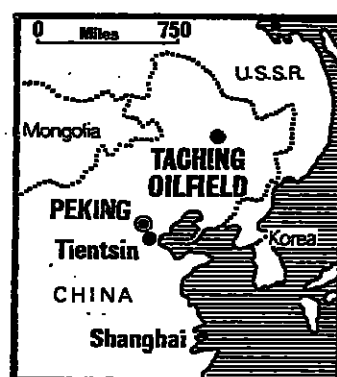 0 Miles 750
U.S.S.R.
Mongolia
TACHING
OILFIELD
PEKING
Tientsin
Korea
CHINA
Shanghai